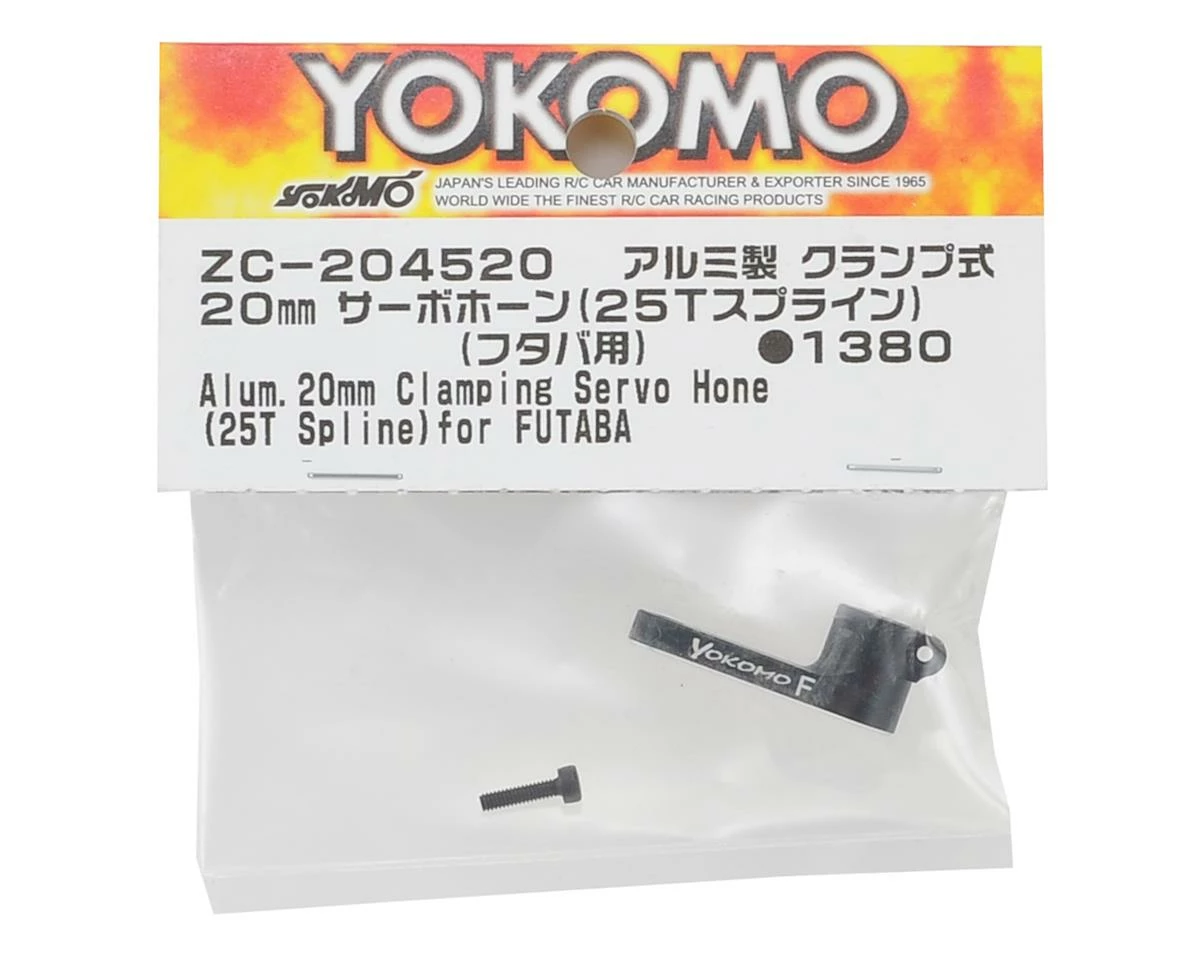 YOKOMO
YOKOMO JAPAN'S LEADING R/C CAR MANUFACTURER & EXPORTER SINCE 1965
WORLD WIDE THE FINEST R/C CAR RACING PRODUCTS
ZC-204520 アルミ製 クランプ式
20mm サーボホーン(25Tスプライン)
(フタバ用) ●1380
Alum. 20mm Clamping Servo Hone
(25T Spline)for FUTABA
YOKOMO F